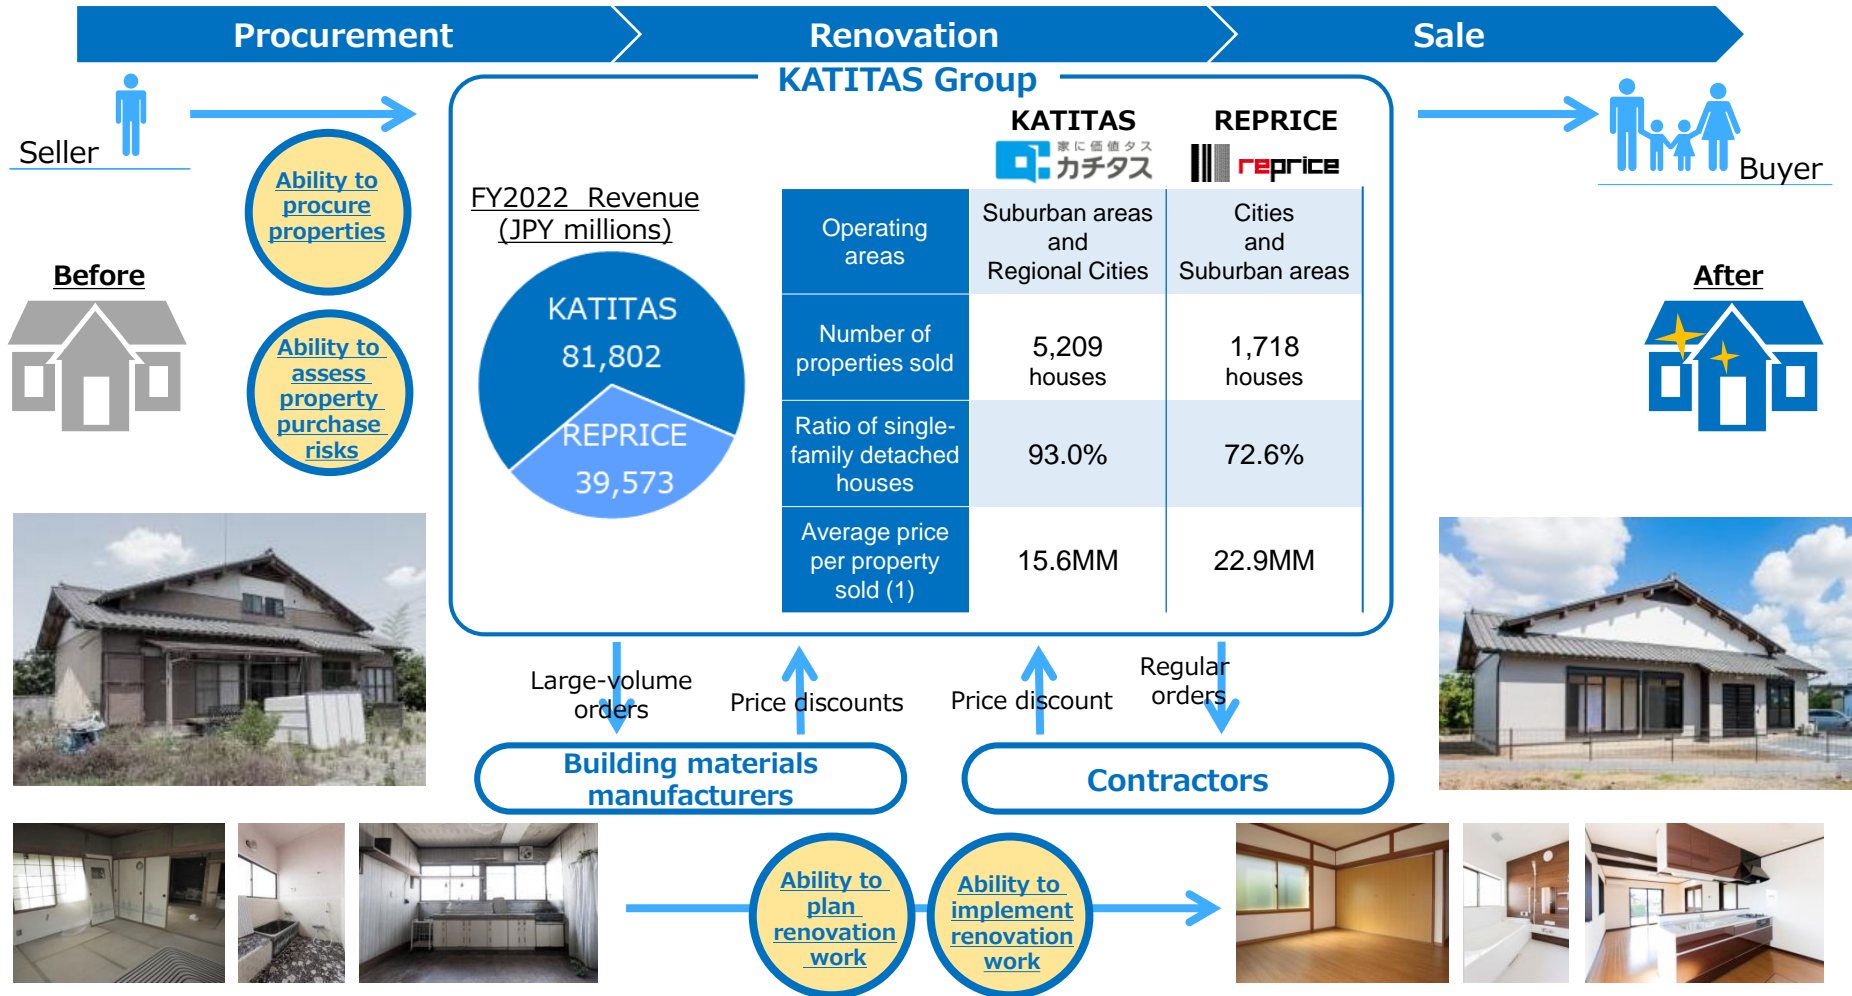 Procurement
Renovation
Sale
KATITAS Group
Seller
Ability to
procure
properties
Before
Ability to
assess
property
purchase
risks
FY2022 Revenue
(JPY millions)
KATITAS
81,802
REPRICE
39,573
KATITAS
REPRICE
家に価値タス
カチタス
reprice
Operating
areas
Suburban areas
and
Regional Cities
Cities
and
Suburban areas
Number of
properties sold
5,209
houses
1,718
houses
Ratio of single-
family detached
houses
93.0%
72.6%
Average price
per property
sold (1)
15.6MM
22.9MM
Buyer
After
Large-volume
orders
Price discounts
Price discount
Regular
orders
Building materials
manufacturers
Contractors
Ability to
plan
renovation
work
Ability to
implement
renovation
work